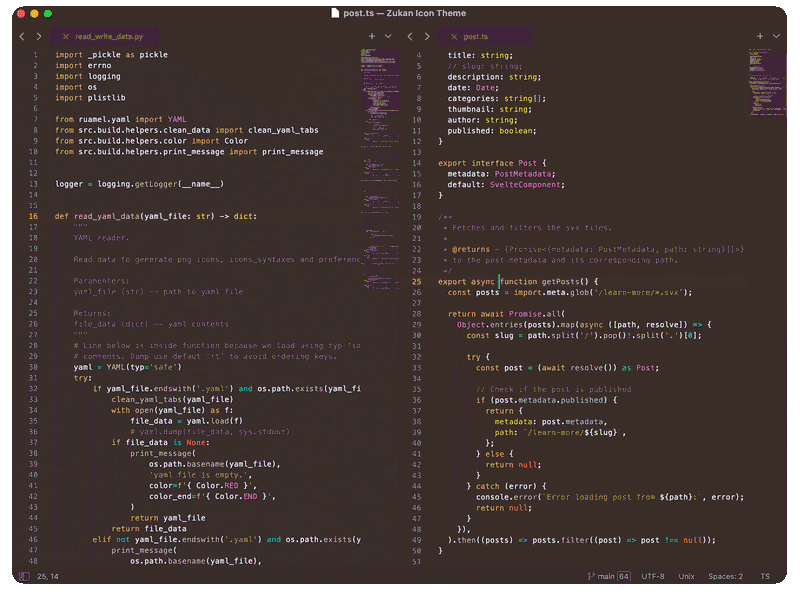 post.ts — Zukan Icon Theme
read_write_data.py
1 import _pickle as pickle
2 import errno
3 import logging
4 import os
5 import plistlib
6
7 from ruamel.yaml import YAML
8 from src.build.helpers.clean_data import clean_yaml_tabs
9 from src.build.helpers.color import Color
10 from src.build.helpers.print_message import print_message
11
12
13 logger = logging.getLogger(__name__)
14
15
16 def read_yaml_data(yaml_file: str) -> dict:
17 """
18 YAML reader.
19
20 Read data to generate png icons, icons_syntaxes and preferenc
21
22 Paramenters:
23 yaml_file (str) -- path to yaml file
24
25 Returns:
26 file_data (dict) -- yaml contents
27 """
28 # Line below is inside function because we load using typ 'sa
29 # contents. Dump use defaut 'rt' to avoid ordering keys.
30 yaml = YAML(typ='safe')
31 try:
32 if yaml_file.endswith('.yaml') and os.path.exists(yaml_fi
33 clean_yaml_tabs(yaml_file)
34 with open(yaml_file) as f:
35 file_data = yaml.load(f)
36 # yaml.dump(file_data, sys.stdout)
37 if file_data is None:
38 print_message(
39 os.path.basename(yaml_file),
40 'yaml file is empty.',
41 color=f'{ Color.RED }',
42 color_end=f'{ Color.END }',
43 )
44 return yaml_file
45 return file_data
46 elif not yaml_file.endswith('.yaml') and os.path.exists(y
47 print_message(
48 os.path.basename(yaml_file),
post.ts
4 title: string;
5 // slug: string;
6 description: string;
7 date: Date;
8 categories: string[];
9 thumbnail: string;
10 author: string;
11 published: boolean;
12 }
13
14 export interface Post {
15 metadata: PostMetadata;
16 default: SvelteComponent;
17 }
18
19 /**
20 * Fetches and filters the svx files.
21 *
22 * @returns - {Promise<{metadata: PostMetadata, path: string}[]>}
23 * to the post metadata and its corresponding path.
24 */
25 export async function getPosts() {
26 const posts = import.meta.glob('/learn-more/*.svx');
27
28 return await Promise.all(
29 Object.entries(posts).map(async ([path, resolve]) => {
30 const slug = path.split('/').pop()!.split('.')[0];
31
32 try {
33 const post = (await resolve()) as Post;
34
35 // Check if the post is published
36 if (post.metadata.published) {
37 return {
38 metadata: post.metadata,
39 path: `/learn-more/${slug}`,
40 };
41 } else {
42 return null;
43 }
44 } catch (error) {
45 console.error(`Error loading post from ${path}:`, error);
46 return null;
47 }
48 }),
49 ).then((posts) => posts.filter((post) => post !== null));
50 }
51
25, 14
main 64 UTF-8 Unix Spaces: 2 TS